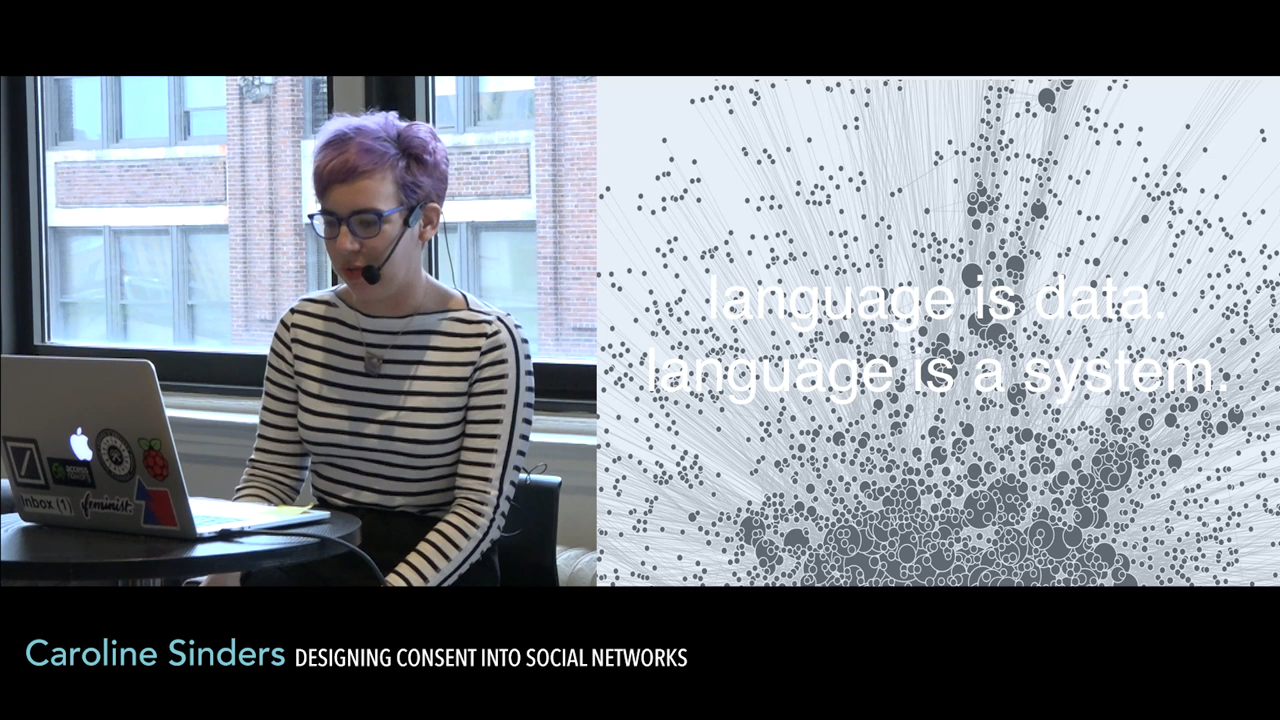 language is data.
language is a system.
Inbox (1)
feminist.
Caroline Sinders DESIGNING CONSENT INTO SOCIAL NETWORKS